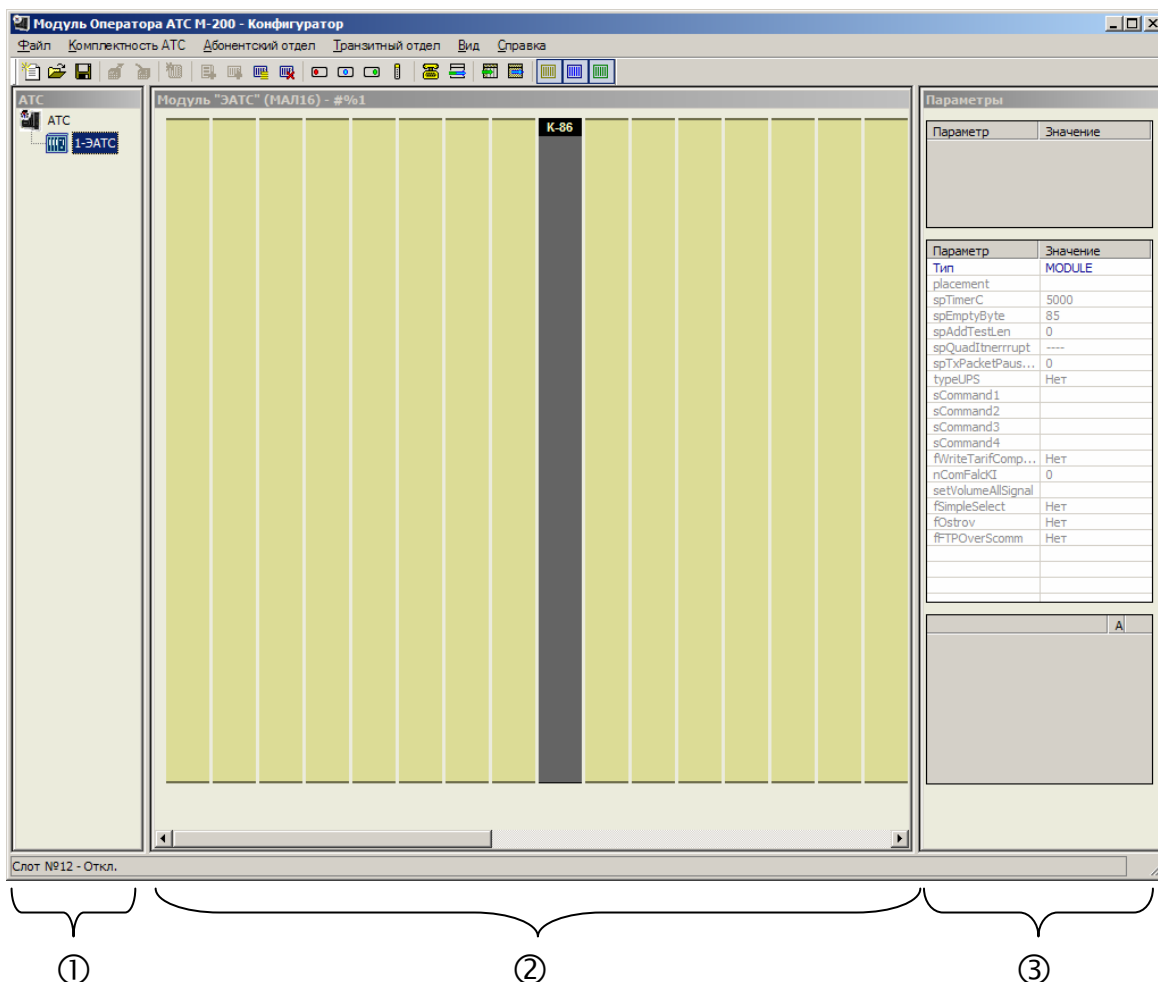 Модуль Оператора АТС М-200 - Конфигуратор
Файл Комплектность АТС Абонентский отдел Транзитный отдел Вид Справка
АТС
АТС
1-ЭАТС
Модуль "ЭАТС" (МАЛ16) - #%1
К-86
Параметры
Параметр Значение
Параметр Значение
Тип MODULE
placement
spTimerC 5000
spEmptyByte 85
spAddTestLen 0
spQuadItnerrrupt ----
spTxPacketPaus... 0
typeUPS Нет
sCommand1
sCommand2
sCommand3
sCommand4
fWriteTarifComp... Нет
nComFalcKI 0
setVolumeAllSignal
fSimpleSelect Нет
fOstrov Нет
fFTPOverScomm Нет
А
Слот №12 - Откл.
① ② ③